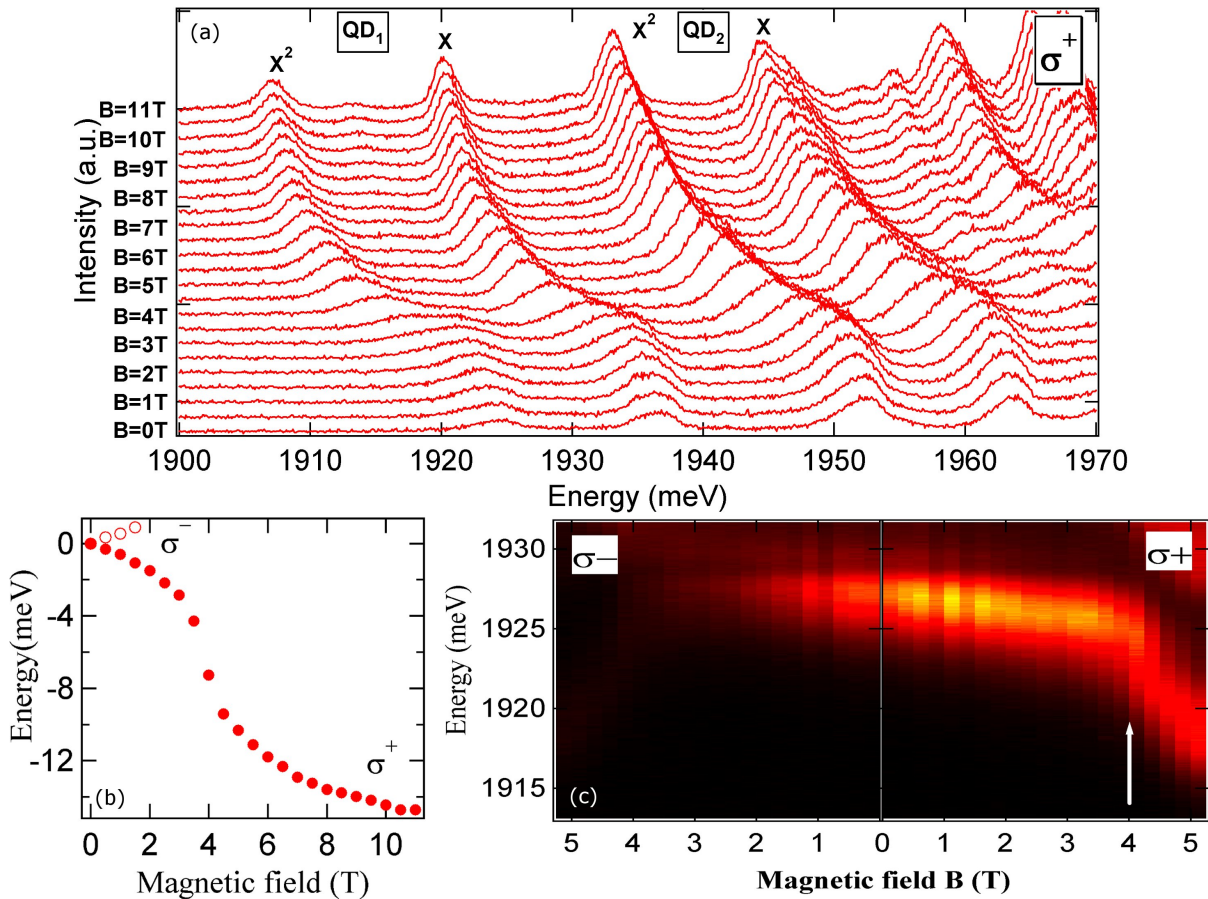 (a)
X² QD₁ X X² QD₂ X σ⁺
Intensity (a.u.)
B=11T
B=10T
B=9T
B=8T
B=7T
B=6T
B=5T
B=4T
B=3T
B=2T
B=1T
B=0T
1900 1910 1920 1930 1940 1950 1960 1970
Energy (meV)
Energy(meV)
0
-4
-8
-12
σ⁻
σ⁺
(b)
0 2 4 6 8 10
Magnetic field (T)
Energy (meV)
1930
1925
1920
1915
σ− σ+
(c)
5 4 3 2 1 0 1 2 3 4 5
Magnetic field B (T)